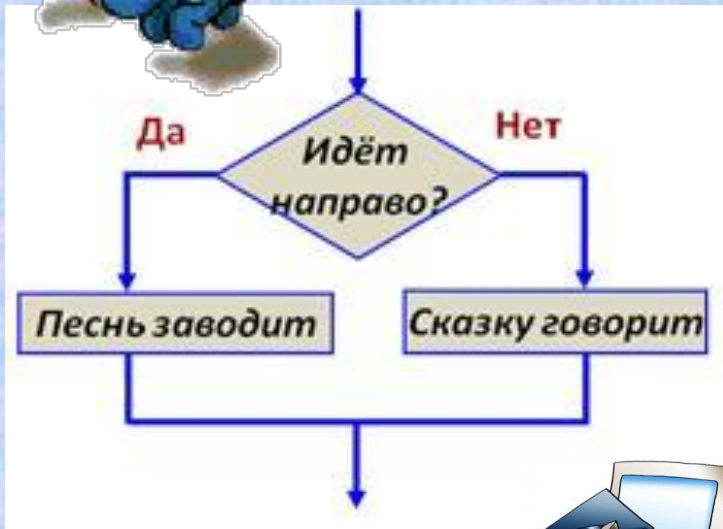 Да
Нет
Идёт
направо?
Песнь заводит
Сказку говорит